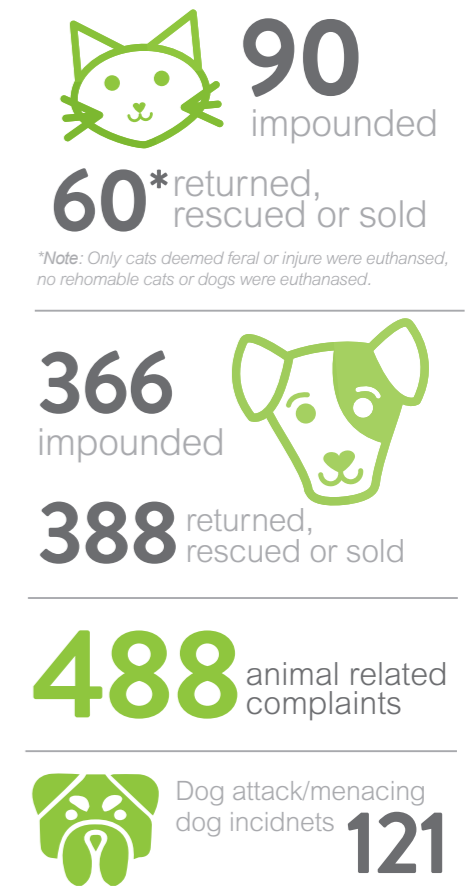 90
impounded
60* returned,
rescued or sold
*Note: Only cats deemed feral or injure were euthansed,
no rehomable cats or dogs were euthanased.
366
impounded
388 returned,
rescued or sold
488 animal related
complaints
Dog attack/menacing
dog incidnets 121